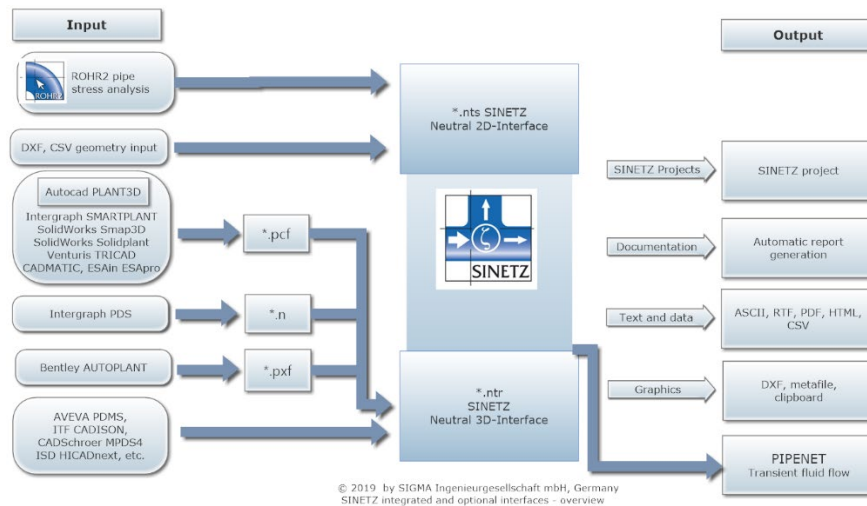 Input
Output
ROHR2 pipe
stress analysis
ROHR2
DXF, CSV geometry input
Autocad PLANT3D
Intergraph SMARTPLANT
SolidWorks Smap3D
SolidWorks Solidplant
Venturis TRICAD
CADMATIC, ESAin ESApro
*.pcf
Intergraph PDS
*.n
Bentley AUTOPLANT
*.pxf
AVEVA PDMS,
ITF CADISON,
CADSchroer MPDS4
ISD HICADnext, etc.
*.nts SINETZ
Neutral 2D-Interface
ζ
SINETZ
*.ntr
SINETZ
Neutral 3D-Interface
SINETZ Projects
SINETZ project
Documentation
Automatic report
generation
Text and data
ASCII, RTF, PDF, HTML,
CSV
Graphics
DXF, metafile,
clipboard
PIPENET
Transient fluid flow
© 2019 by SIGMA Ingenieurgesellschaft mbH, Germany
SINETZ integrated and optional interfaces - overview